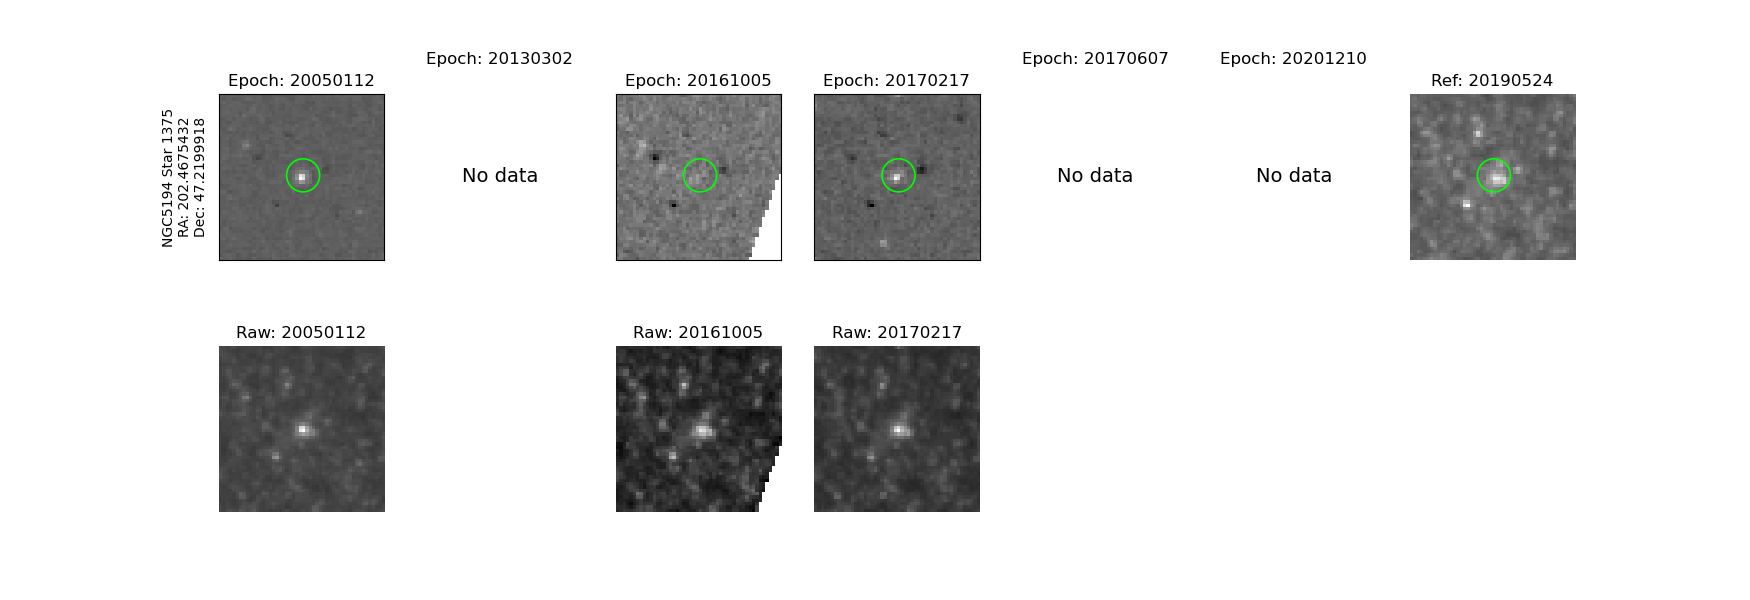 Epoch: 20130302
Epoch: 20170607
Epoch: 20201210
Epoch: 20050112
Epoch: 20161005
Epoch: 20170217
Ref: 20190524
NGC5194 Star 1375
RA: 202.4675432
Dec: 47.2199918
No data
No data
No data
Raw: 20050112
Raw: 20161005
Raw: 20170217